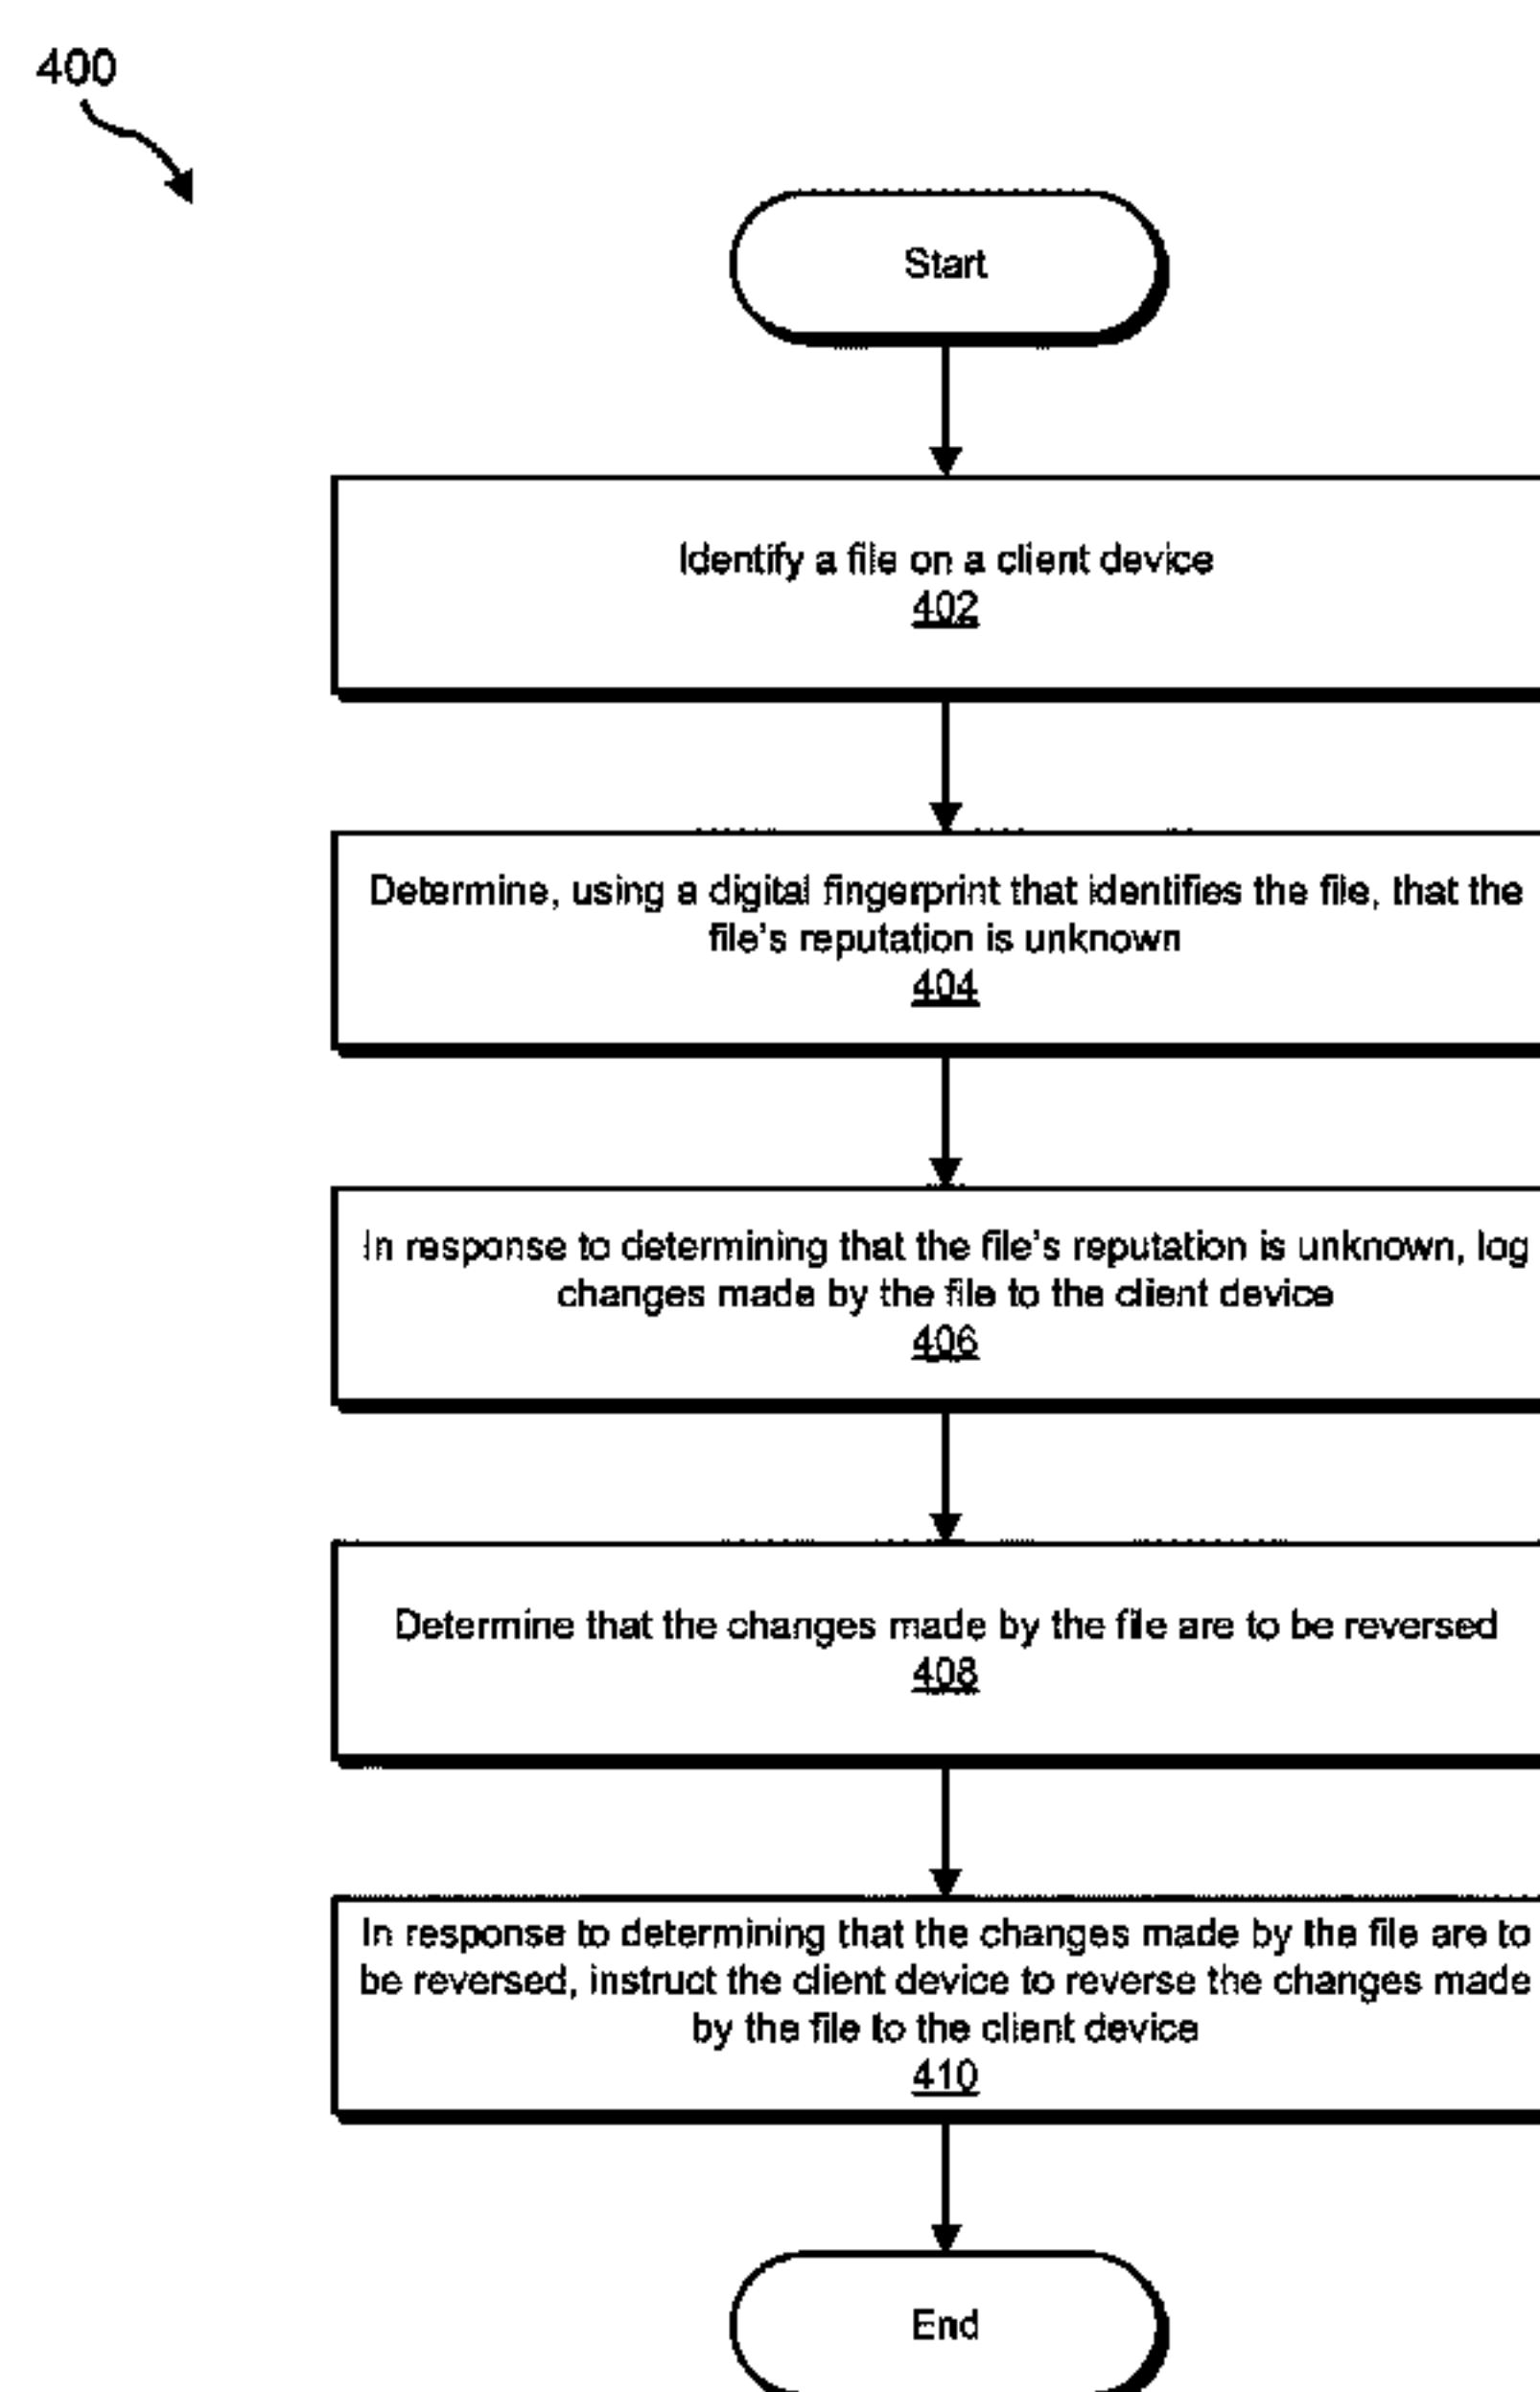 400
Start
Identify a file on a client device
402
Determine, using a digital fingerprint that identifies the file, that the
file's reputation is unknown
404
In response to determining that the file's reputation is unknown, log
changes made by the file to the client device
406
Determine that the changes made by the file are to be reversed
408
In response to determining that the changes made by the file are to
be reversed, instruct the client device to reverse the changes made
by the file to the client device
410
End